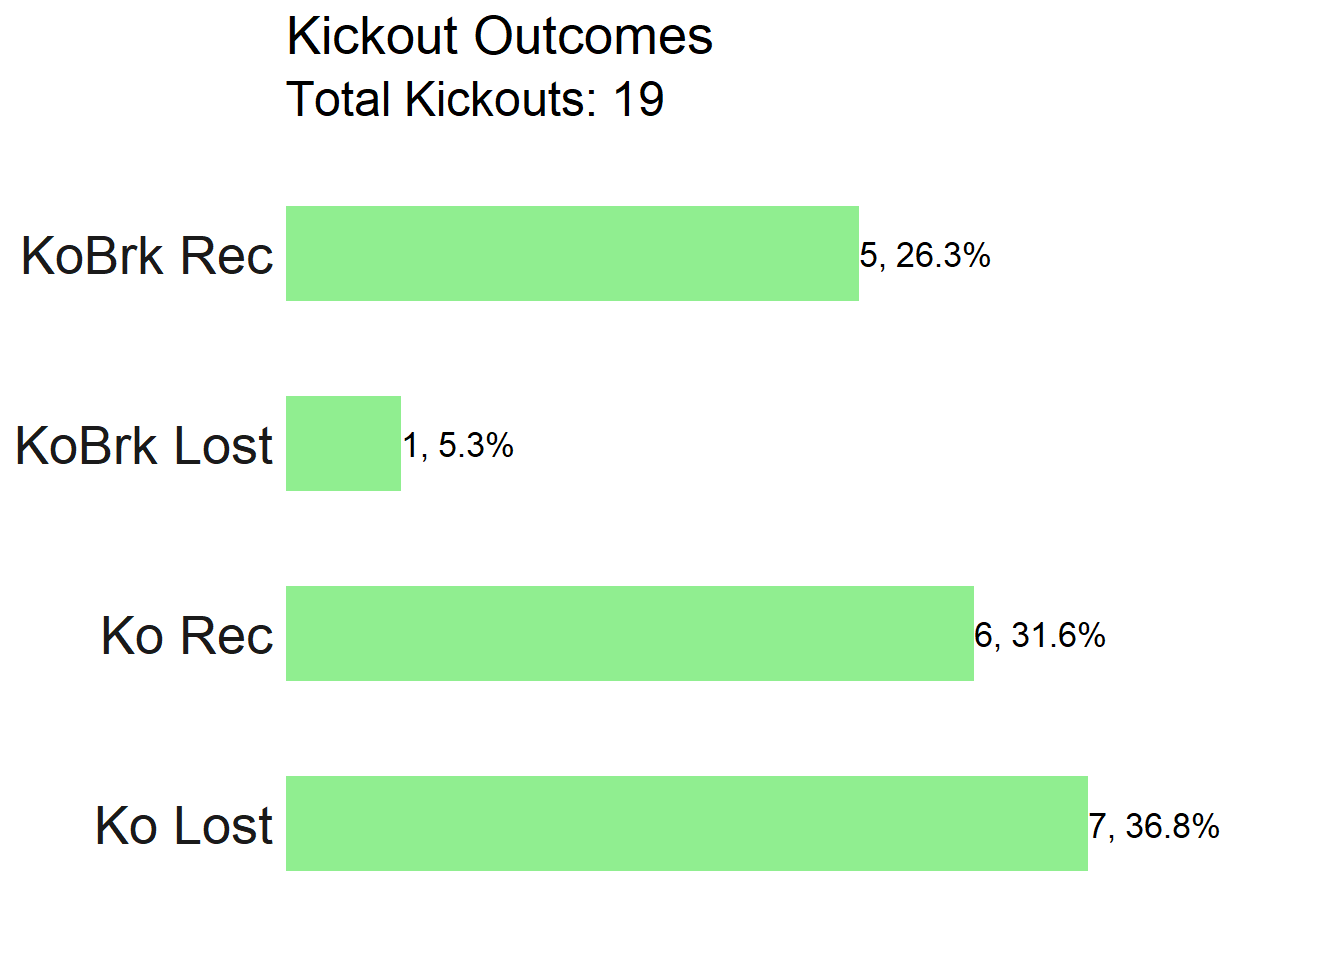 Kickout Outcomes
Total Kickouts: 19
KoBrk Rec 5, 26.3%
KoBrk Lost 1, 5.3%
Ko Rec 6, 31.6%
Ko Lost 7, 36.8%